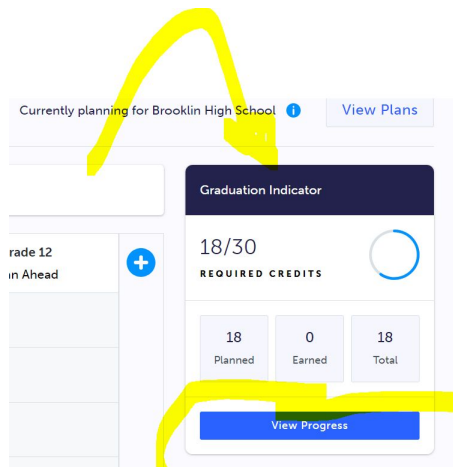 Currently planning for Brooklin High School
View Plans
Graduation Indicator
rade 12
n Ahead
18/30
REQUIRED CREDITS
18
Planned
0
Earned
18
Total
View Progress